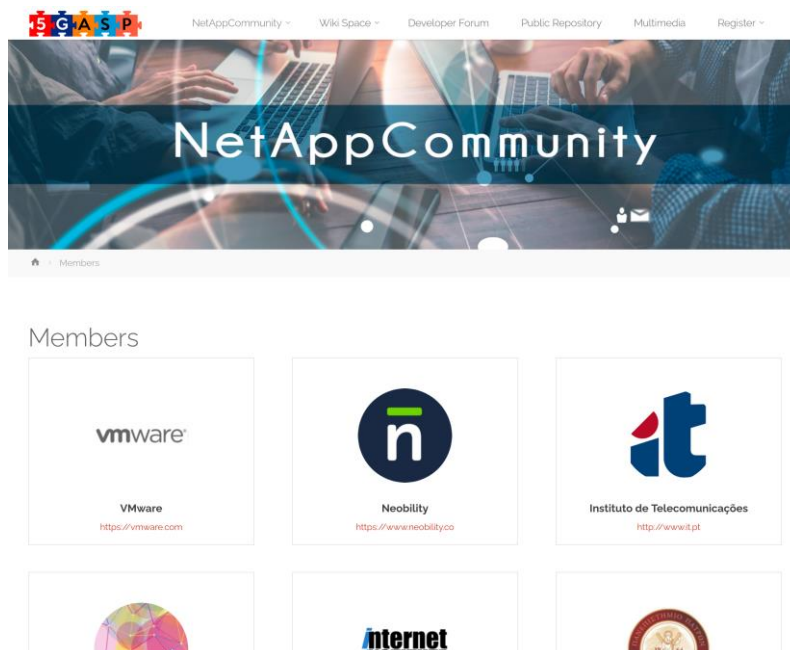 5GASP
NetAppCommunity
Wiki Space
Developer Forum
Public Repository
Multimedia
Register
NetAppCommunity
Members
Members
vmware
n
it
VMware
Neobility
Instituto de Telecomunicações
https://vmware.com
https://www.neobility.co
http://www.it.pt
internet